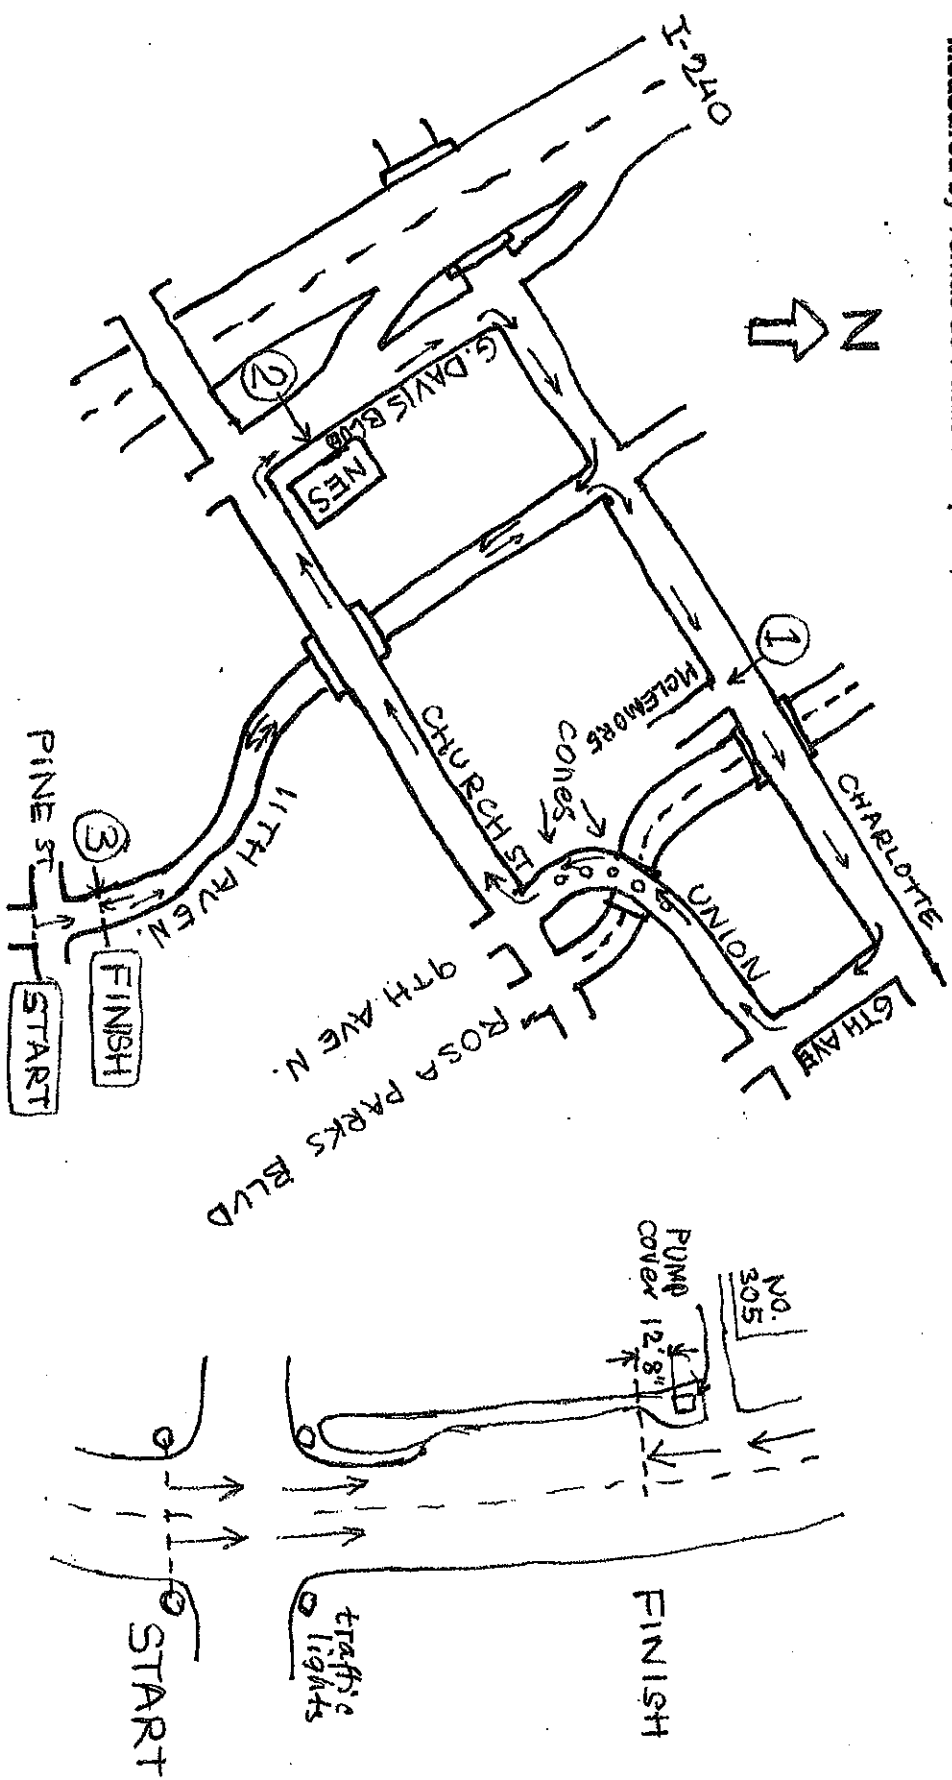 I-240
N
2
G. DAVIS BLVD
NES
1
MCLEMORE
CONES
CHARLOTTE
CHURCH ST
UNION
6TH AVE
11TH AVE N.
9TH AVE N.
ROSA PARKS BLVD
PINE ST
3
FINISH
START
NO.
305
PUMP
COVER 12'8"
FINISH
traffic
lights
START